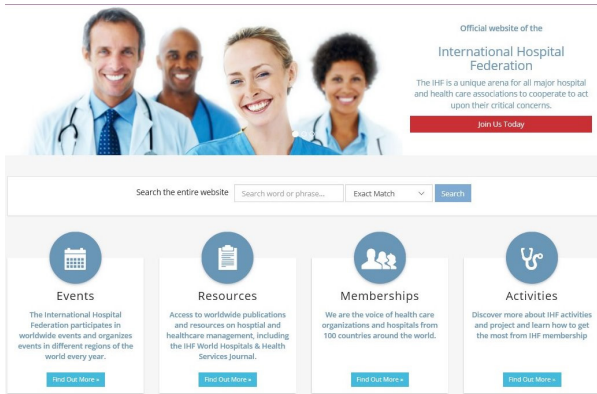 Official website of the
International Hospital
Federation
The IHF is a unique arena for all major hospital
and health care associations to cooperate to act
upon their critical concerns.
Join Us Today
Search the entire website Search word or phrase... Exact Match Search
Events
The International Hospital
Federation participates in
worldwide events and organizes
events in different regions of the
world every year.
Find Out More »
Resources
Access to worldwide publications
and resources on hosptial and
healthcare management, including
the IHF World Hospitals & Health
Services Journal.
Find Out More »
Memberships
We are the voice of health care
organizations and hospitals from
100 countries around the world.
Find Out More »
Activities
Discover more about IHF activities
and project and learn how to get
the most from IHF membership
Find Out More »